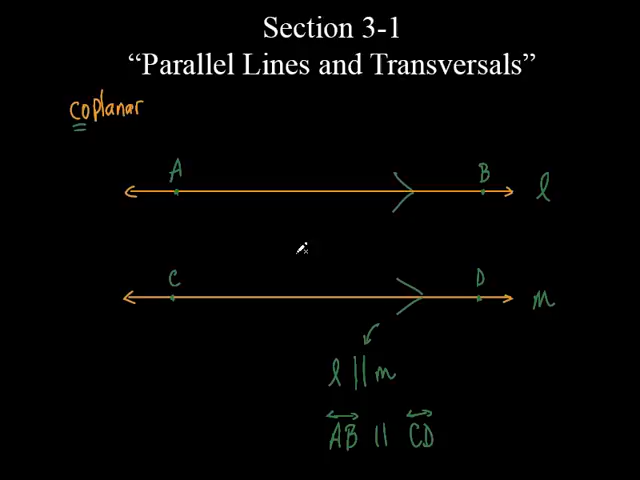 Section 3-1
“Parallel Lines and Transversals”
coplanar
A B l
C D m
l || m
AB || CD